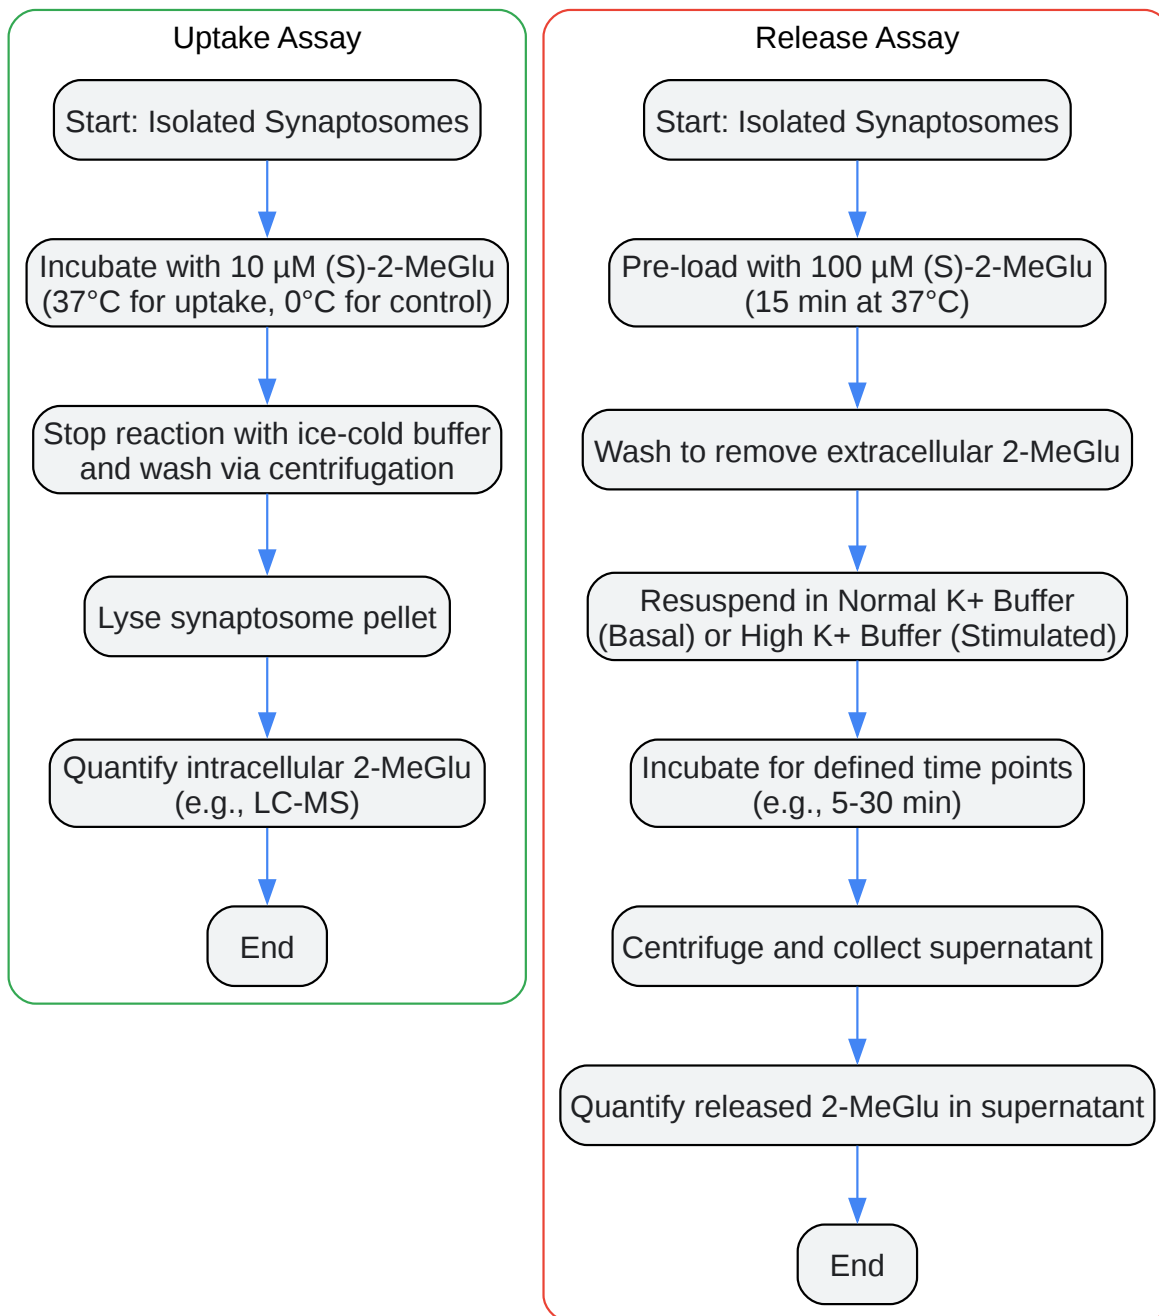 Uptake Assay
Start: Isolated Synaptosomes
Incubate with 10 µM (S)-2-MeGlu
(37°C for uptake, 0°C for control)
Stop reaction with ice-cold buffer
and wash via centrifugation
Lyse synaptosome pellet
Quantify intracellular 2-MeGlu
(e.g., LC-MS)
End
Release Assay
Start: Isolated Synaptosomes
Pre-load with 100 µM (S)-2-MeGlu
(15 min at 37°C)
Wash to remove extracellular 2-MeGlu
Resuspend in Normal K+ Buffer
(Basal) or High K+ Buffer (Stimulated)
Incubate for defined time points
(e.g., 5-30 min)
Centrifuge and collect supernatant
Quantify released 2-MeGlu in supernatant
End